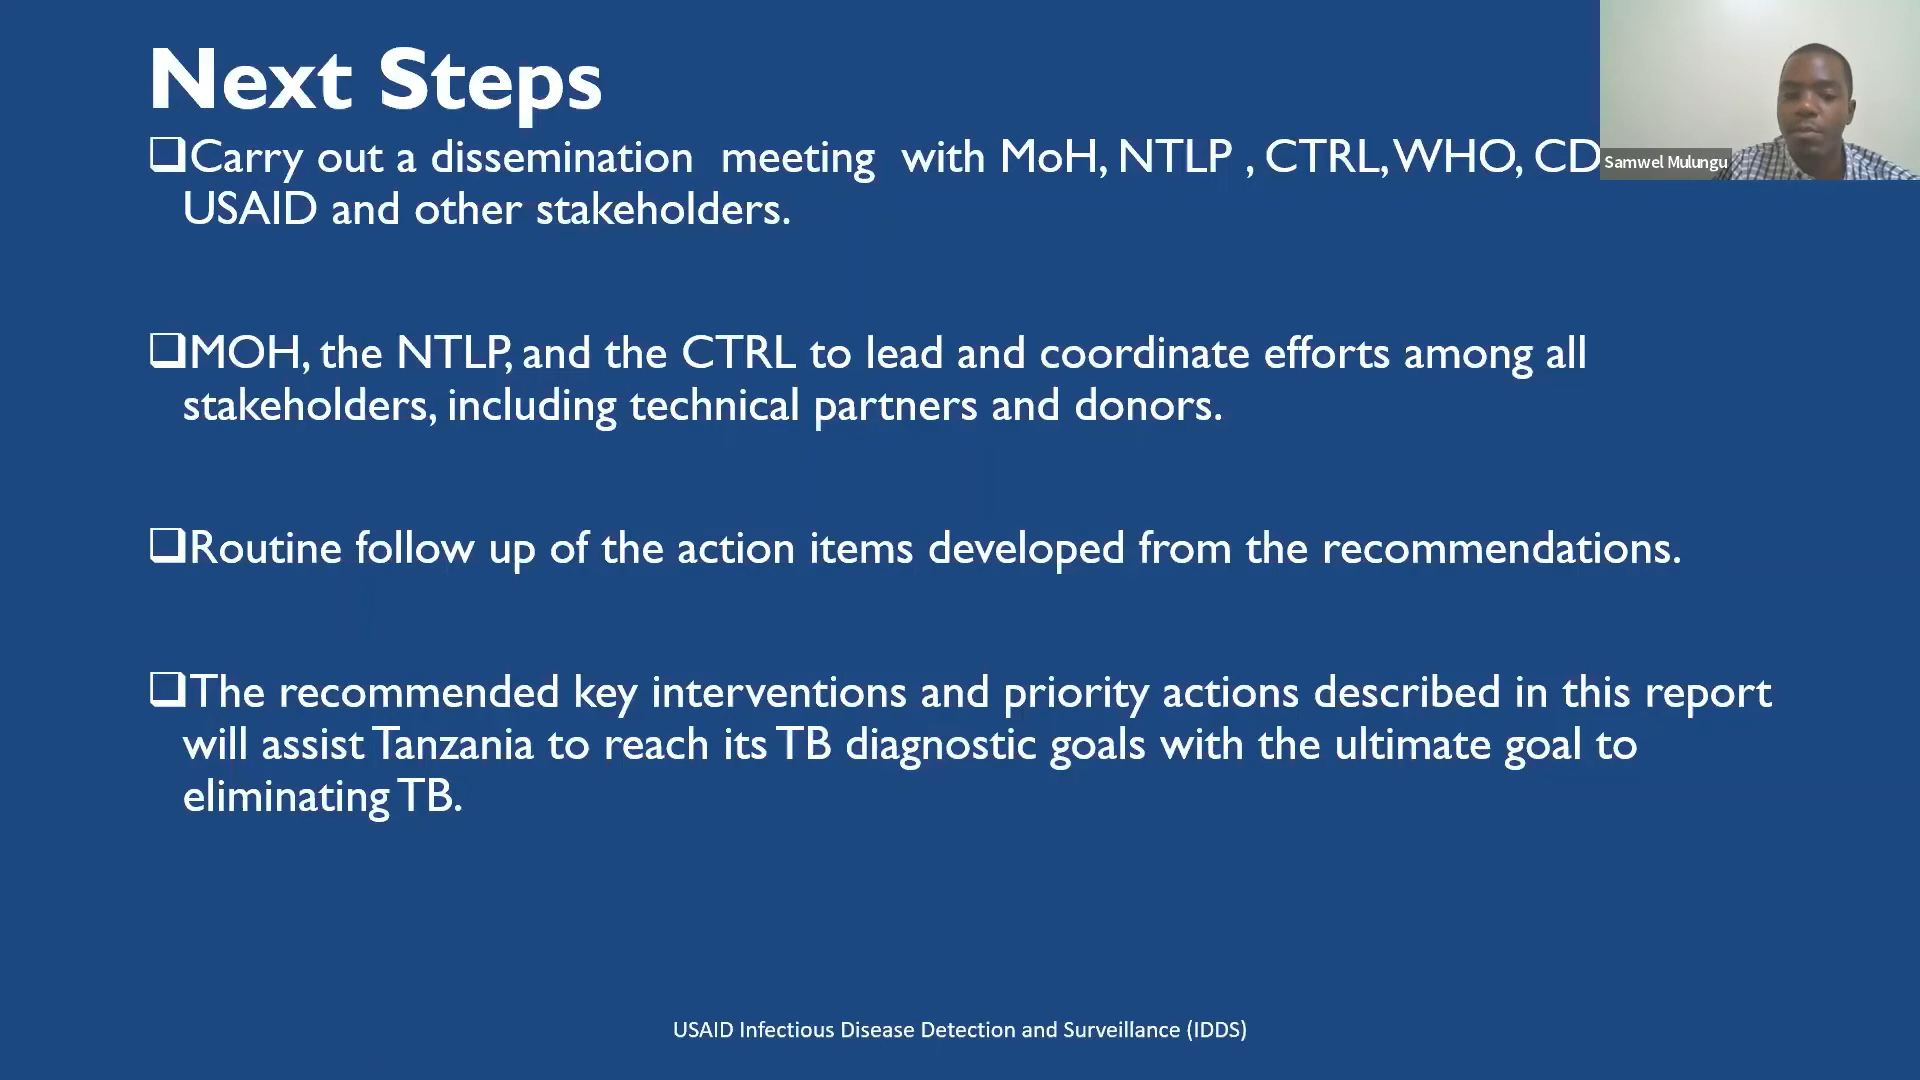 Next Steps
❑Carry out a dissemination meeting with MoH, NTLP , CTRL, WHO,
USAID and other stakeholders.
❑MOH, the NTLP, and the CTRL to lead and coordinate efforts among all
stakeholders, including technical partners and donors.
❑Routine follow up of the action items developed from the recommendations.
❑The recommended key interventions and priority actions described in this report
will assist Tanzania to reach its TB diagnostic goals with the ultimate goal to
eliminating TB.
USAID Infectious Disease Detection and Surveillance (IDDS)
Samwel Mulungu